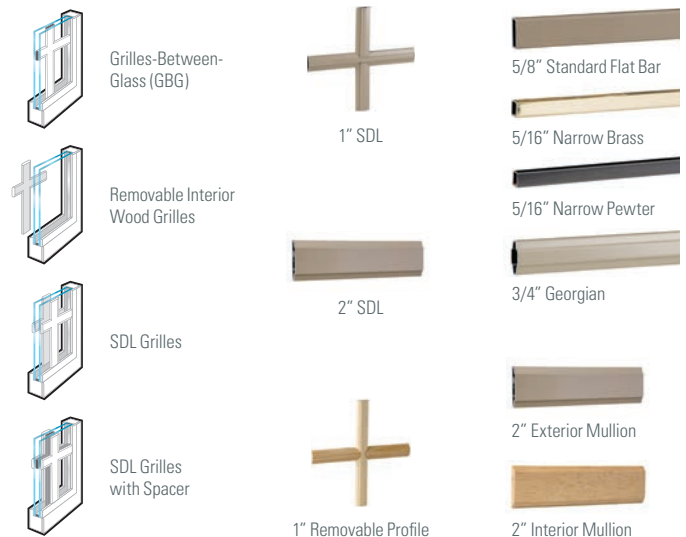 Grilles-Between-
Glass (GBG)
Removable Interior
Wood Grilles
SDL Grilles
SDL Grilles
with Spacer
1" SDL
2" SDL
1" Removable Profile
5/8" Standard Flat Bar
5/16" Narrow Brass
5/16" Narrow Pewter
3/4" Georgian
2" Exterior Mullion
2" Interior Mullion